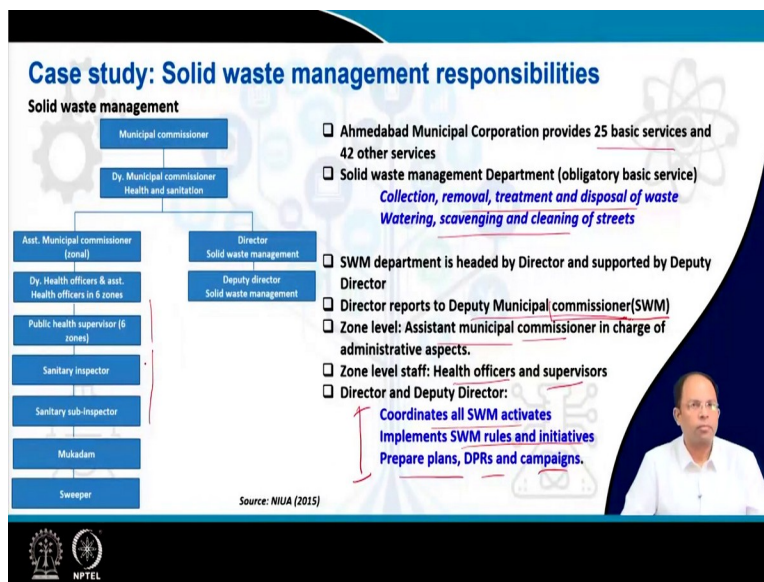 Case study: Solid waste management responsibilities
Solid waste management
Municipal commissioner
Dy. Municipal commissioner
Health and sanitation
Asst. Municipal commissioner
(zonal)
Dy. Health officers & asst.
Health officers in 6 zones
Public health supervisor (6
zones)
Sanitary inspector
Sanitary sub-inspector
Mukadam
Sweeper
Director
Solid waste management
Deputy director
Solid waste management
Source: NIUA (2015)
❑ Ahmedabad Municipal Corporation provides 25 basic services and
42 other services
❑ Solid waste management Department (obligatory basic service)
Collection, removal, treatment and disposal of waste
Watering, scavenging and cleaning of streets
❑ SWM department is headed by Director and supported by Deputy
Director
❑ Director reports to Deputy Municipal commissioner(SWM)
❑ Zone level: Assistant municipal commissioner in charge of
administrative aspects.
❑ Zone level staff: Health officers and supervisors
❑ Director and Deputy Director:
Coordinates all SWM activates
Implements SWM rules and initiatives
Prepare plans, DPRs and campaigns.
NPTEL